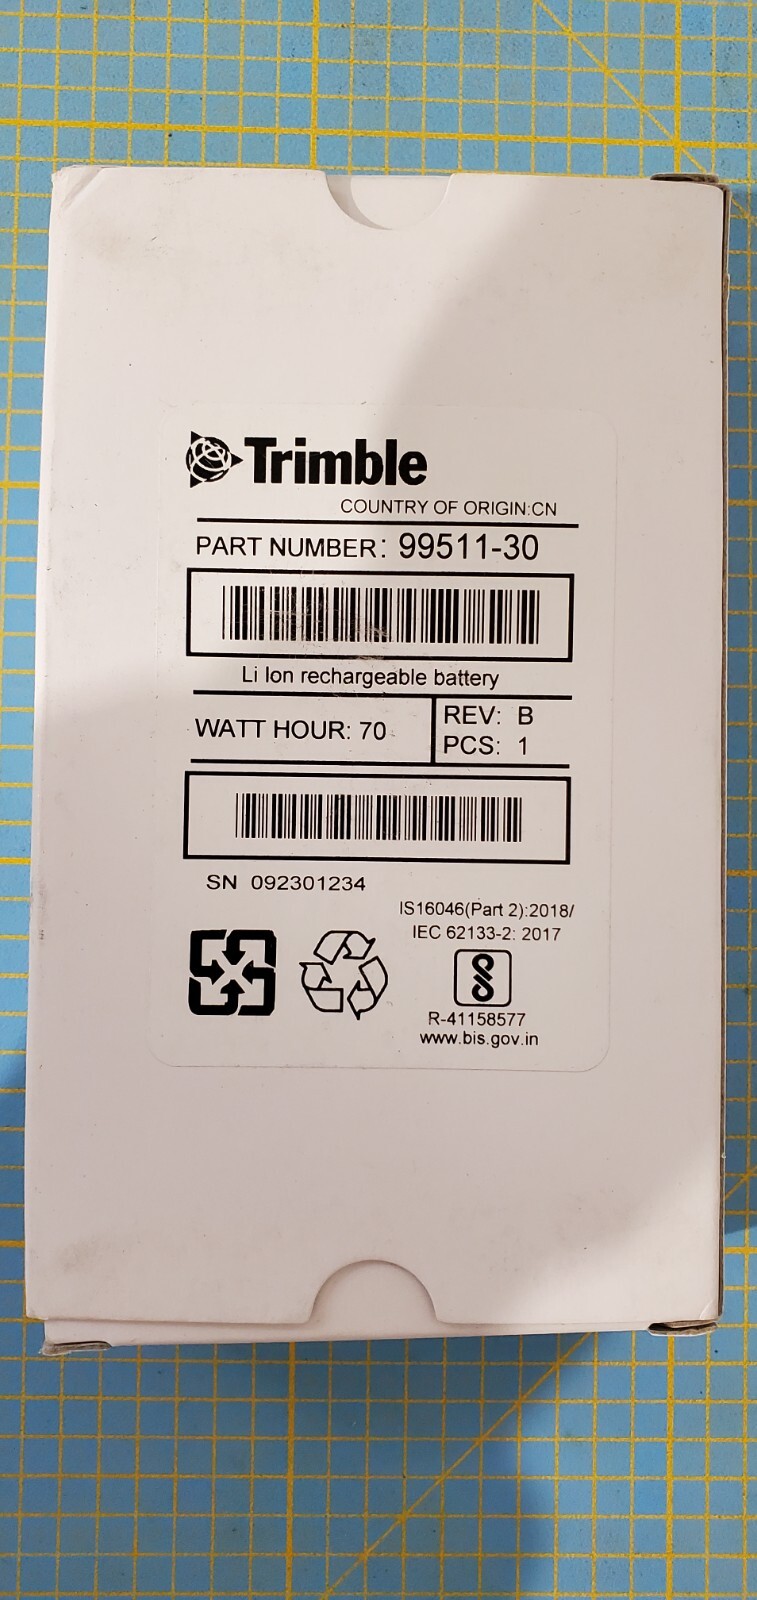 Trimble
COUNTRY OF ORIGIN:CN
PART NUMBER: 99511-30
Li Ion rechargeable battery
WATT HOUR: 70
REV: B
PCS: 1
SN 092301234
IS16046(Part 2):2018/
IEC 62133-2: 2017
R-41158577
www.bis.gov.in